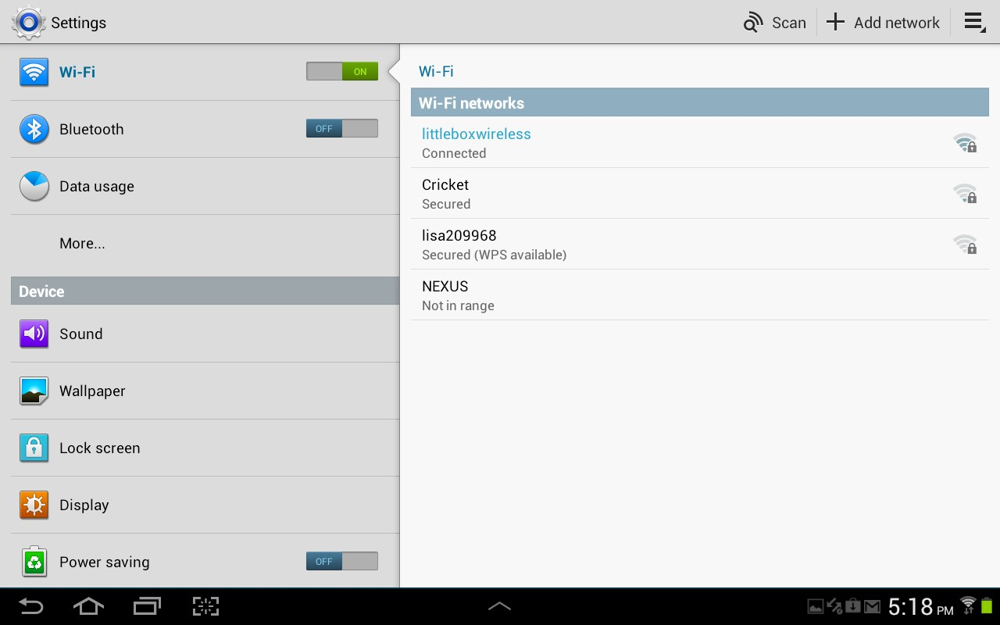 Settings
Scan
Add network
Wi-Fi
ON
Bluetooth
OFF
Data usage
More...
Device
Sound
Wallpaper
Lock screen
Display
Power saving
OFF
Wi-Fi
Wi-Fi networks
littleboxwireless
Connected
Cricket
Secured
lisa209968
Secured (WPS available)
NEXUS
Not in range
5:18 PM